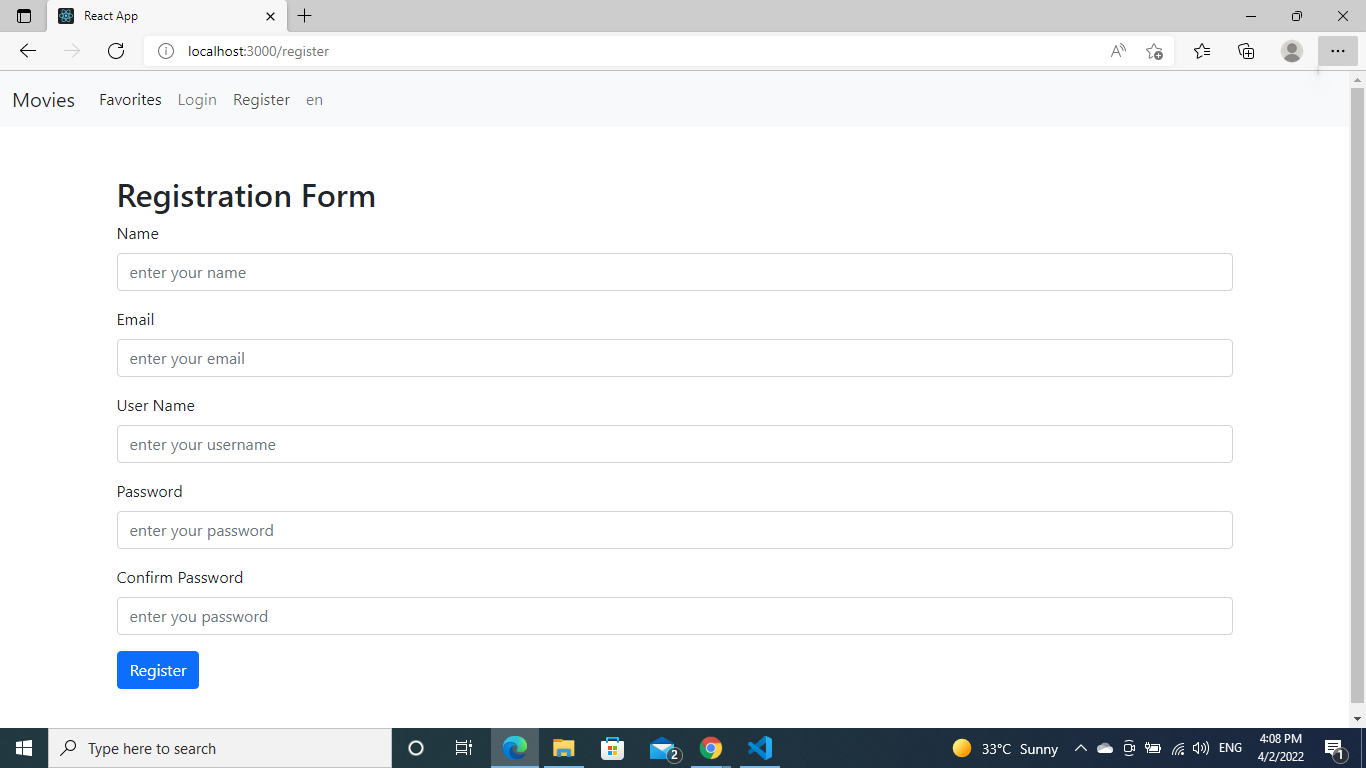 React App
localhost:3000/register
Movies Favorites Login Register en
Registration Form
Name
enter your name
Email
enter your email
User Name
enter your username
Password
enter your password
Confirm Password
enter you password
Register
Type here to search
2
33°C Sunny
ENG
4:08 PM
4/2/2022
1